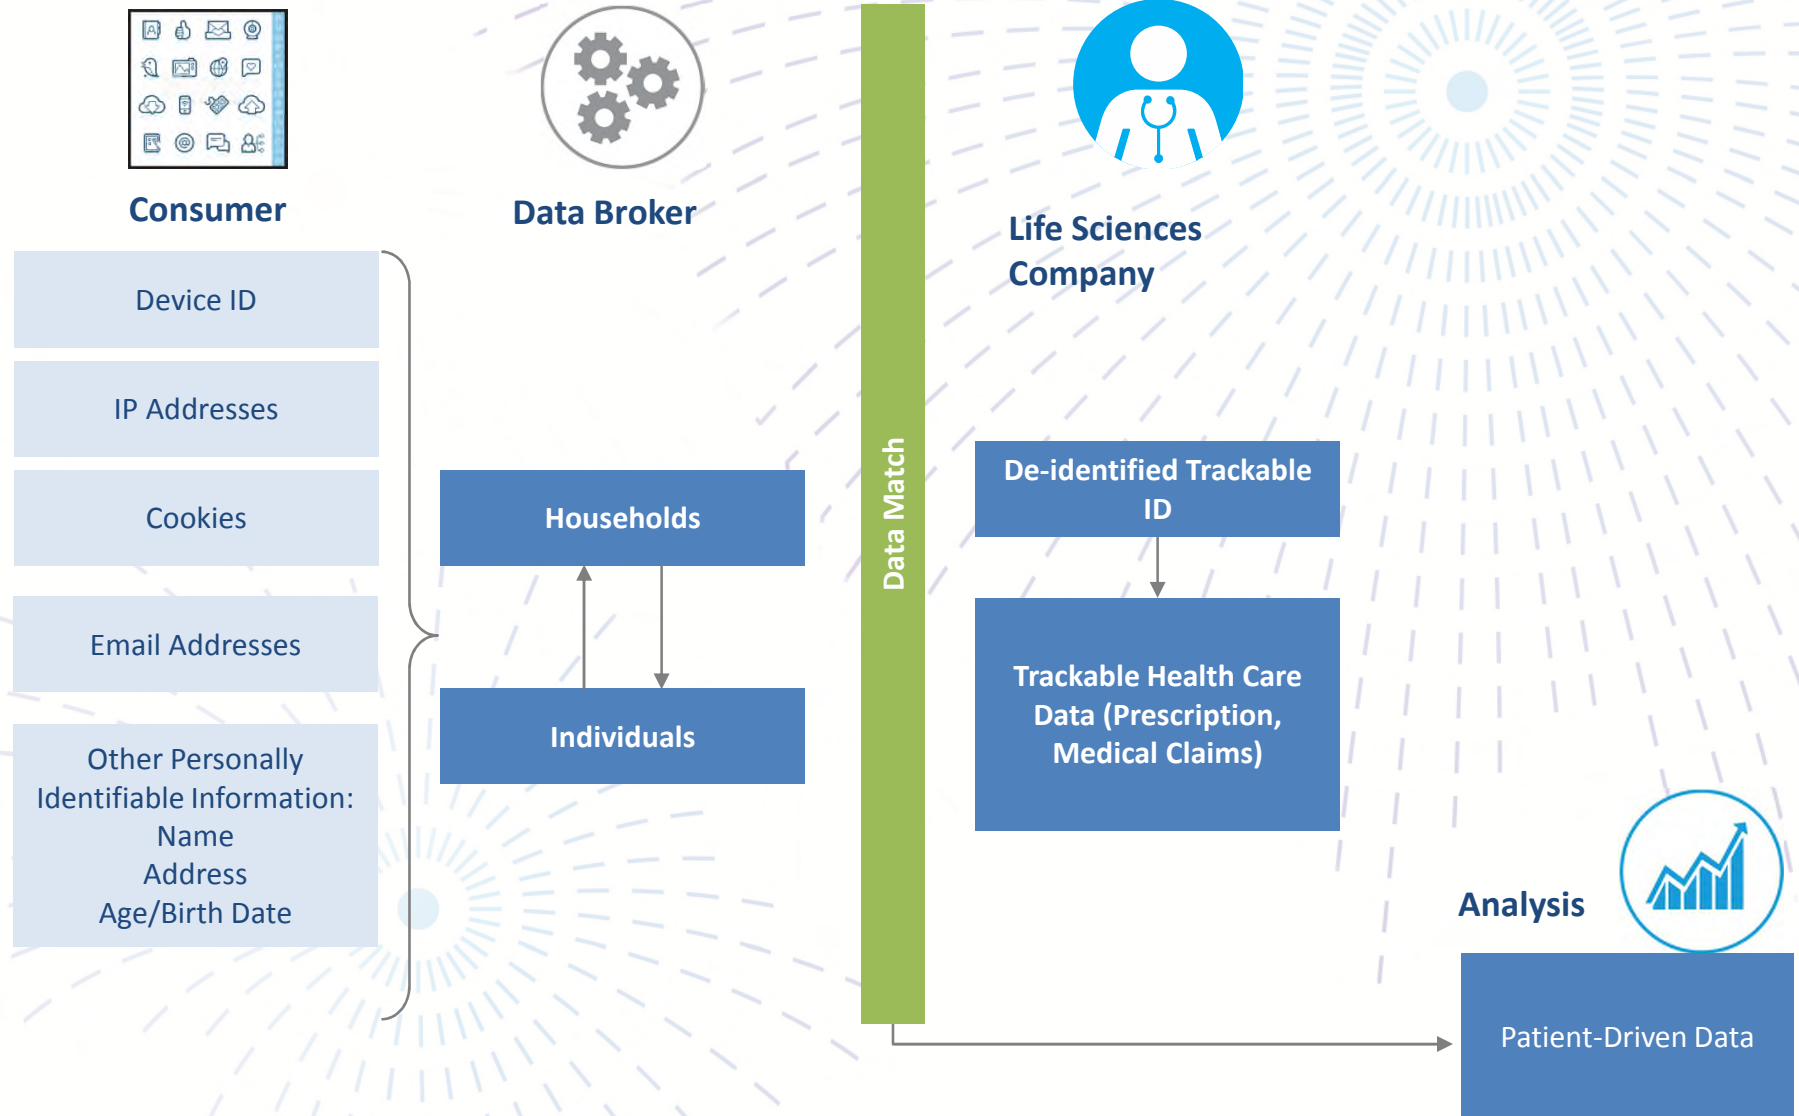 Consumer
Device ID
IP Addresses
Cookies
Email Addresses
Other Personally
Identifiable Information:
Name
Address
Age/Birth Date
Data Broker
Households
Individuals
Data Match
Life Sciences
Company
De-identified Trackable
ID
Trackable Health Care
Data (Prescription,
Medical Claims)
Analysis
Patient-Driven Data